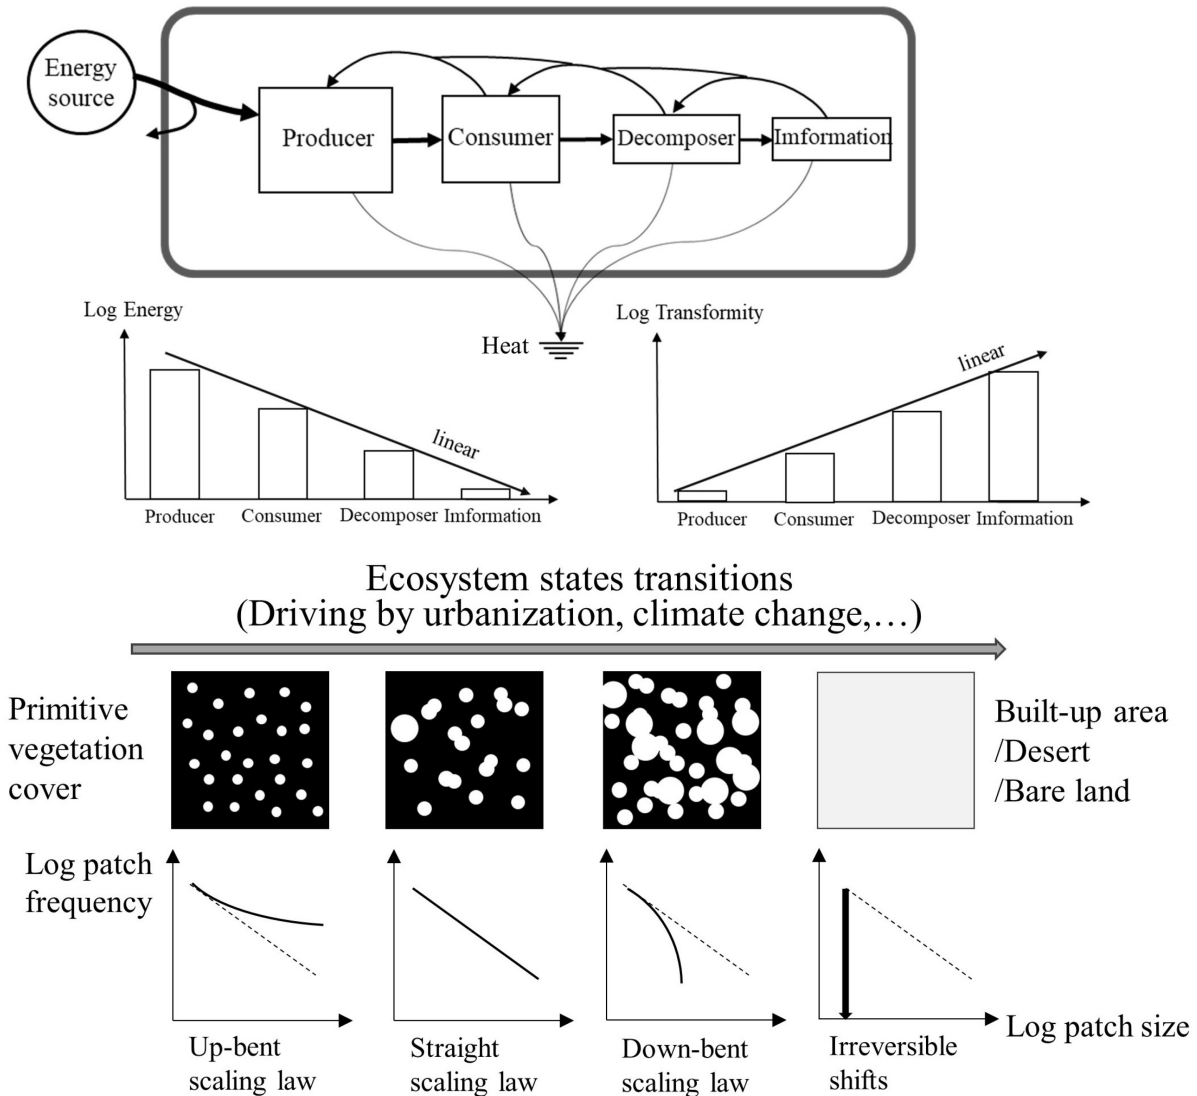 Energy
source
Producer
Consumer
Decomposer
Imformation
Heat
Log Energy
linear
Producer
Consumer
Decomposer
Imformation
Log Transformity
linear
Producer
Consumer
Decomposer
Imformation
Ecosystem states transitions
(Driving by urbanization, climate change,…)
Primitive
vegetation
cover
Built-up area
/Desert
/Bare land
Log patch
frequency
Up-bent
scaling law
Straight
scaling law
Down-bent
scaling law
Irreversible
shifts
Log patch size